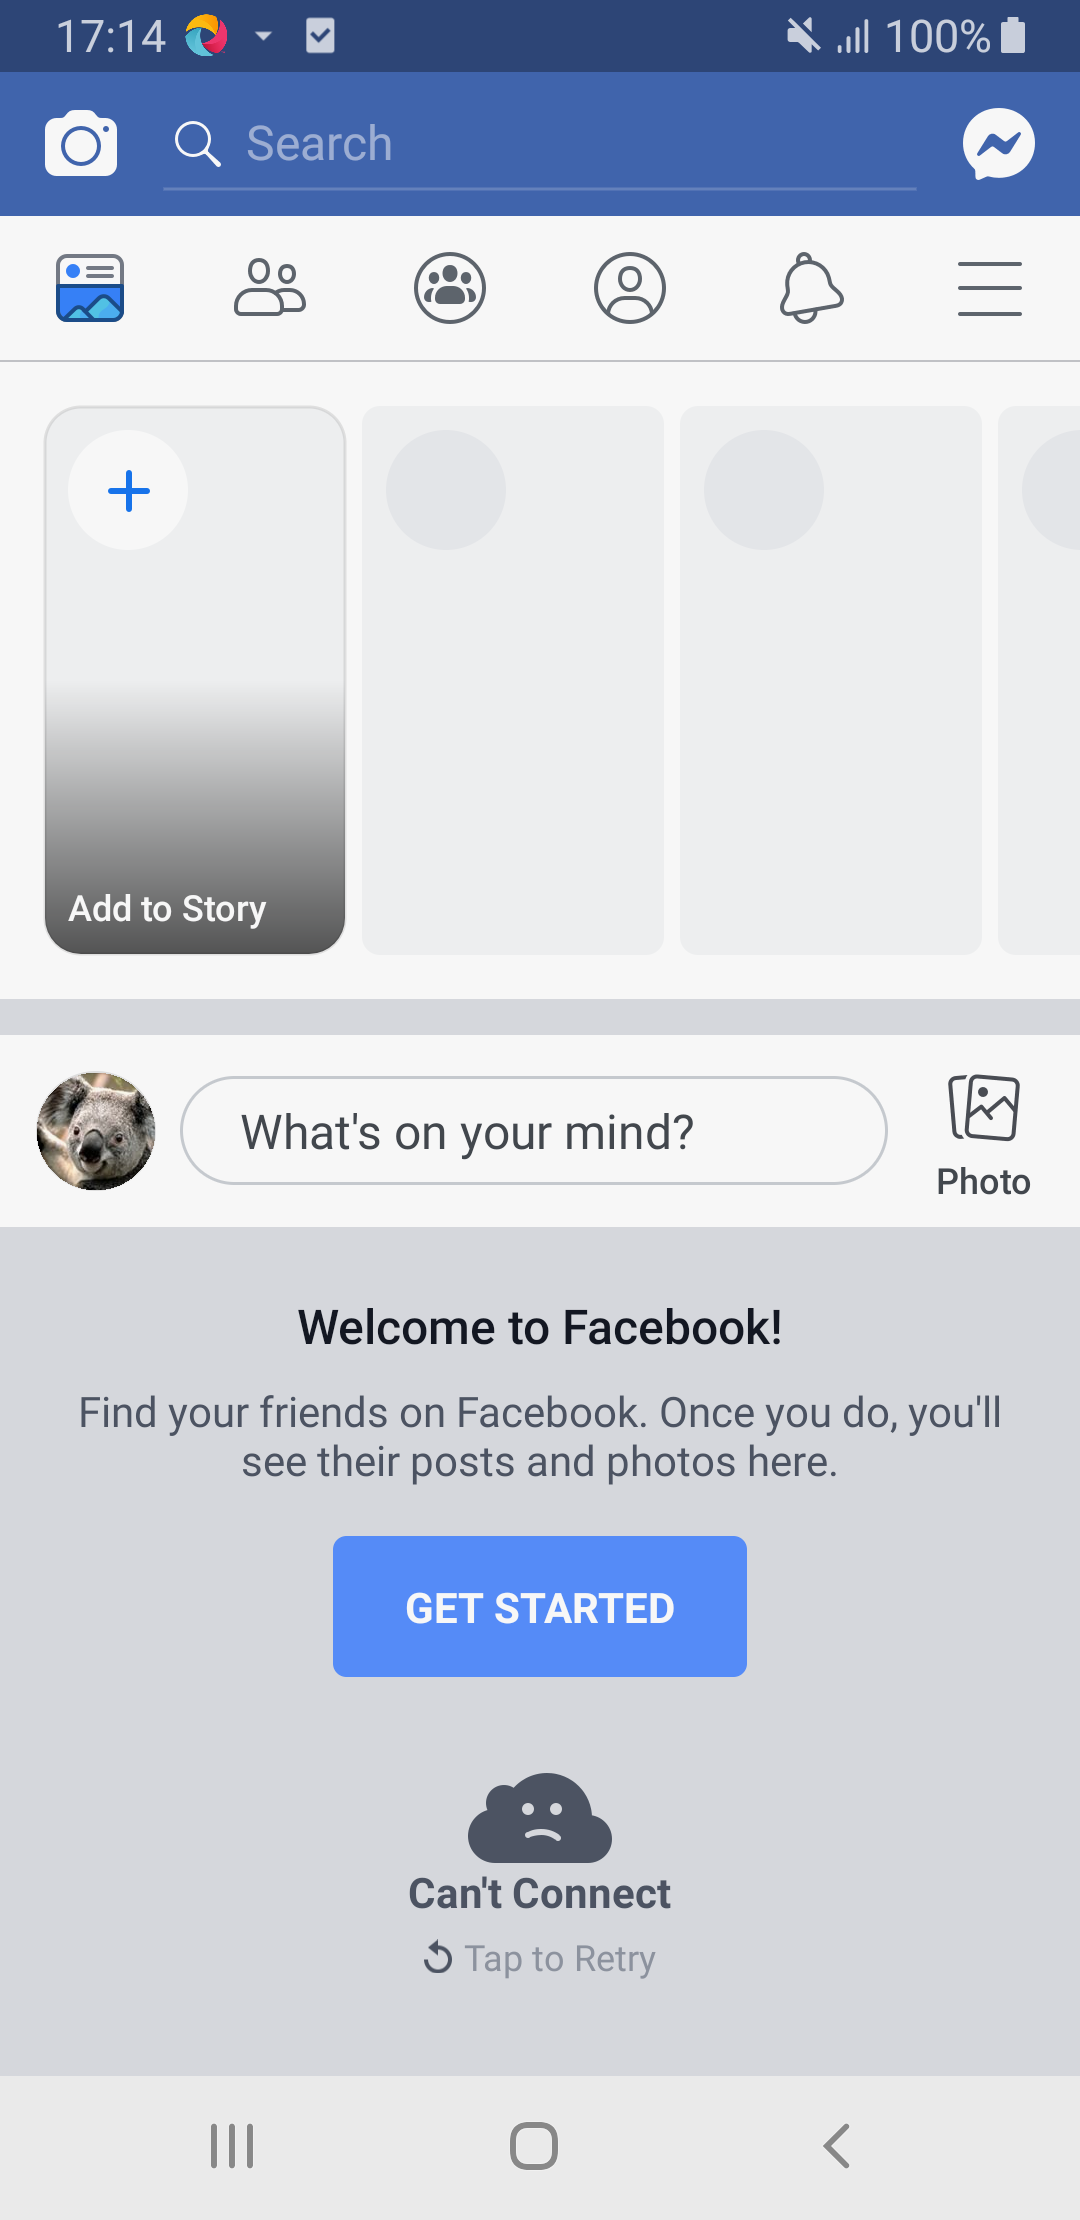 17:14
100%
Search
Add to Story
What's on your mind?
Photo
Welcome to Facebook!
Find your friends on Facebook. Once you do, you'll
see their posts and photos here.
GET STARTED
Can't Connect
Tap to Retry